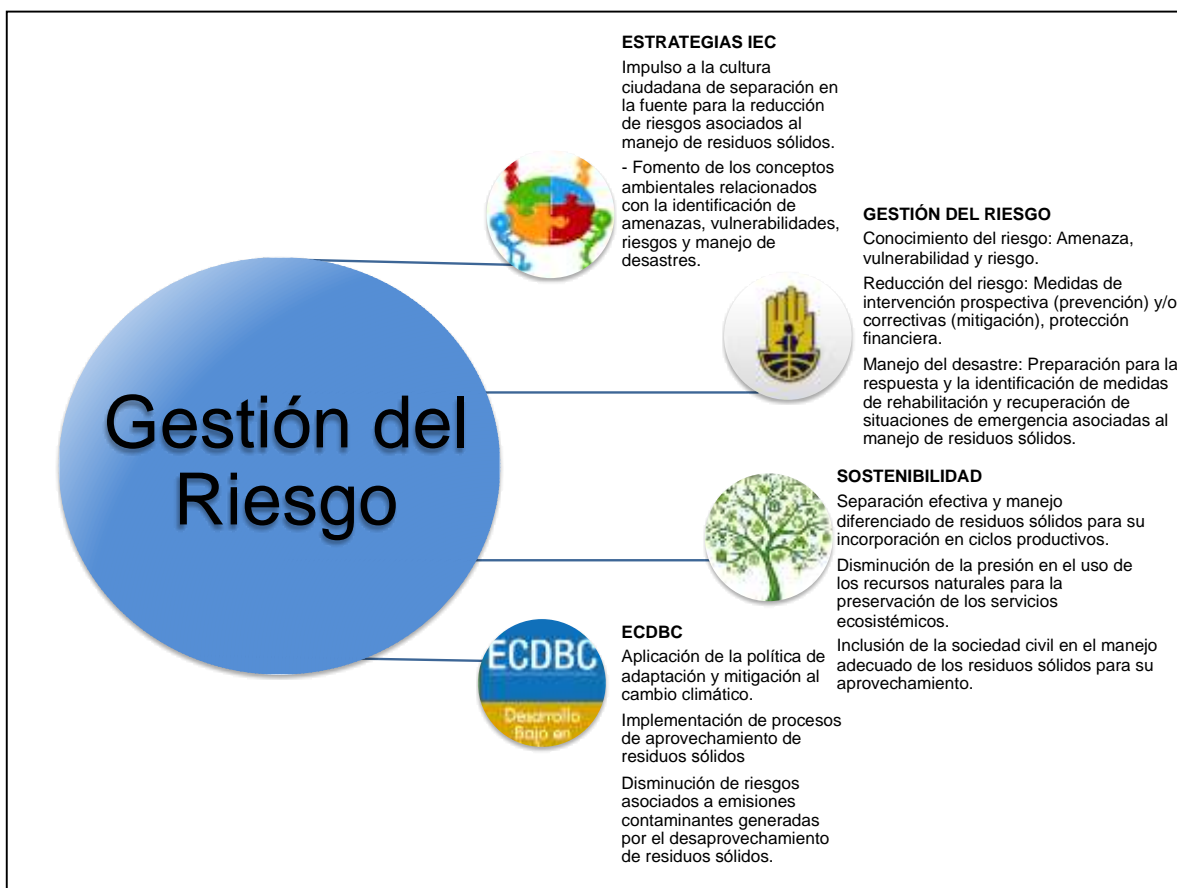 Gestión del
Riesgo
ESTRATEGIAS IEC
Impulso a la cultura
ciudadana de separación en
la fuente para la reducción
de riesgos asociados al
manejo de residuos sólidos.
- Fomento de los conceptos
ambientales relacionados
con la identificación de
amenazas, vulnerabilidades,
riesgos y manejo de
desastres.
GESTIÓN DEL RIESGO
Conocimiento del riesgo: Amenaza,
vulnerabilidad y riesgo.
Reducción del riesgo: Medidas de
intervención prospectiva (prevención) y/o
correctivas (mitigación), protección
financiera.
Manejo del desastre: Preparación para la
respuesta y la identificación de medidas
de rehabilitación y recuperación de
situaciones de emergencia asociadas al
manejo de residuos sólidos.
SOSTENIBILIDAD
Separación efectiva y manejo
diferenciado de residuos sólidos para su
incorporación en ciclos productivos.
Disminución de la presión en el uso de
los recursos naturales para la
preservación de los servicios
ecosistémicos.
Inclusión de la sociedad civil en el manejo
adecuado de los residuos sólidos para su
aprovechamiento.
ECDBC
Desarrollo
Bajo en
ECDBC
Aplicación de la política de
adaptación y mitigación al
cambio climático.
Implementación de procesos
de aprovechamiento de
residuos sólidos
Disminución de riesgos
asociados a emisiones
contaminantes generadas
por el desaprovechamiento
de residuos sólidos.